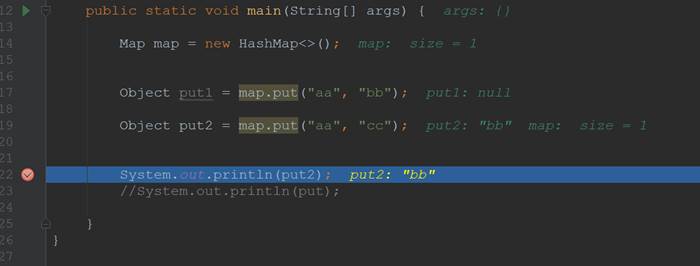 12 public static void main(String[] args) { args: {}
13
14 Map map = new HashMap<>(); map: size = 1
15
16
17 Object put1 = map.put("aa", "bb"); put1: null
18
19 Object put2 = map.put("aa", "cc"); put2: "bb" map: size = 1
20
21
22 System.out.println(put2); put2: "bb"
23 //System.out.println(put);
24
25 }
26 }
27